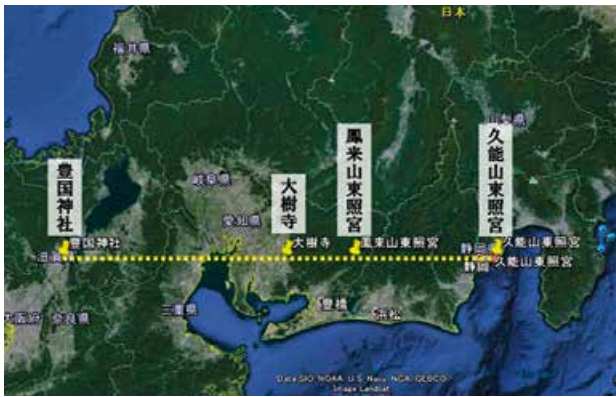 日本
福井県
山梨県
鳳来山東照宮
久能山東照宮
豊国神社
大樹寺
岐阜県
愛知県
豊国神社
大樹寺
鳳来山東照宮
静岡
久能山東照宮
静岡
久能山東照宮
大阪府
奈良県
三重県
豊橋
浜松
Data SIO, NOAA, U.S. Navy, NGA, GEBCO
Image Landsat